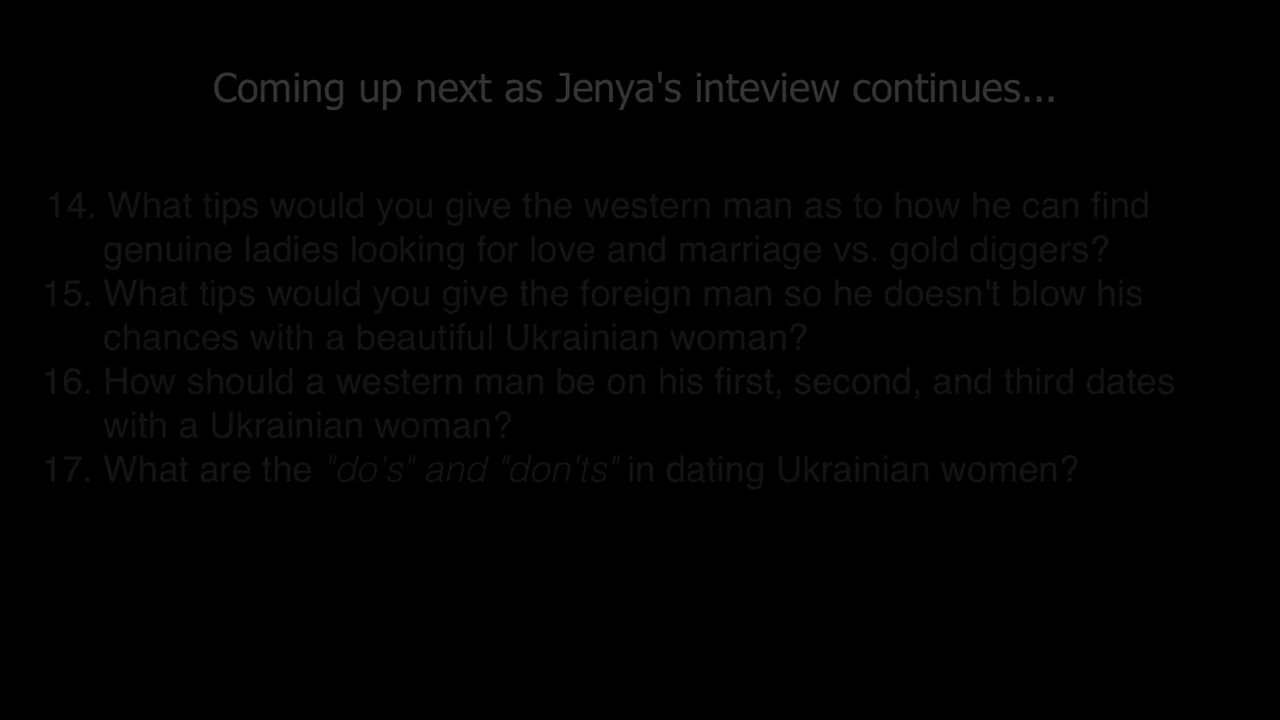 Coming up next as Jenya's inteview continues...
14. What tips would you give the western man as to how he can find
genuine ladies looking for love and marriage vs. gold diggers?
15. What tips would you give the foreign man so he doesn't blow his
chances with a beautiful Ukrainian woman?
16. How should a western man be on his first, second, and third dates
with a Ukrainian woman?
17. What are the "do's" and "don'ts" in dating Ukrainian women?